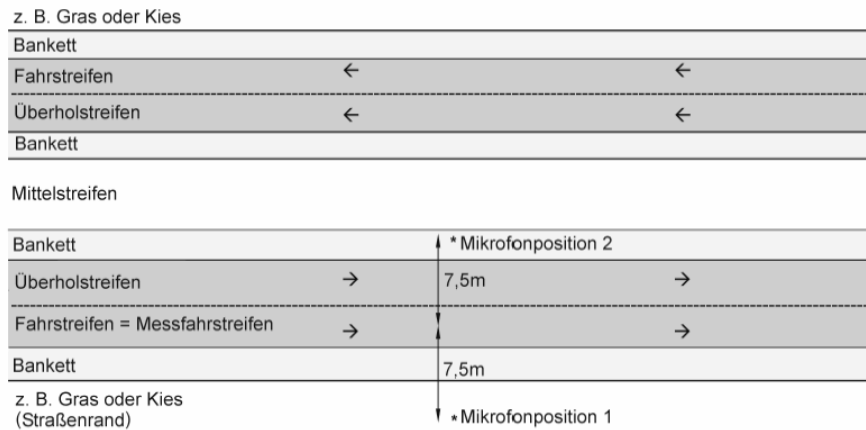 z. B. Gras oder Kies
Bankett
Fahrstreifen
Überholstreifen
Bankett
Mittelstreifen
Bankett
* Mikrofonposition 2
Überholstreifen
7,5m
Fahrstreifen = Messfahrstreifen
Bankett
7,5m
z. B. Gras oder Kies
(Straßenrand)
* Mikrofonposition 1